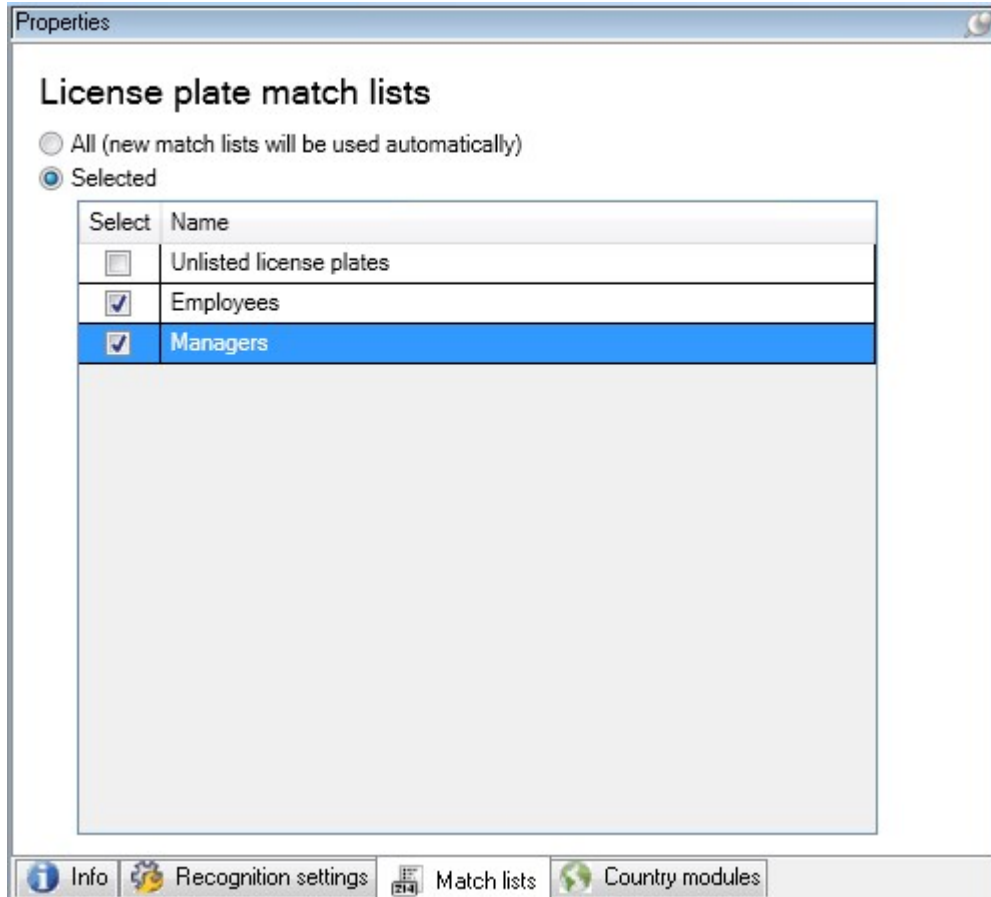 Properties
License plate match lists
All (new match lists will be used automatically)
Selected
Select Name
Unlisted license plates
Employees
Managers
Info Recognition settings Match lists Country modules